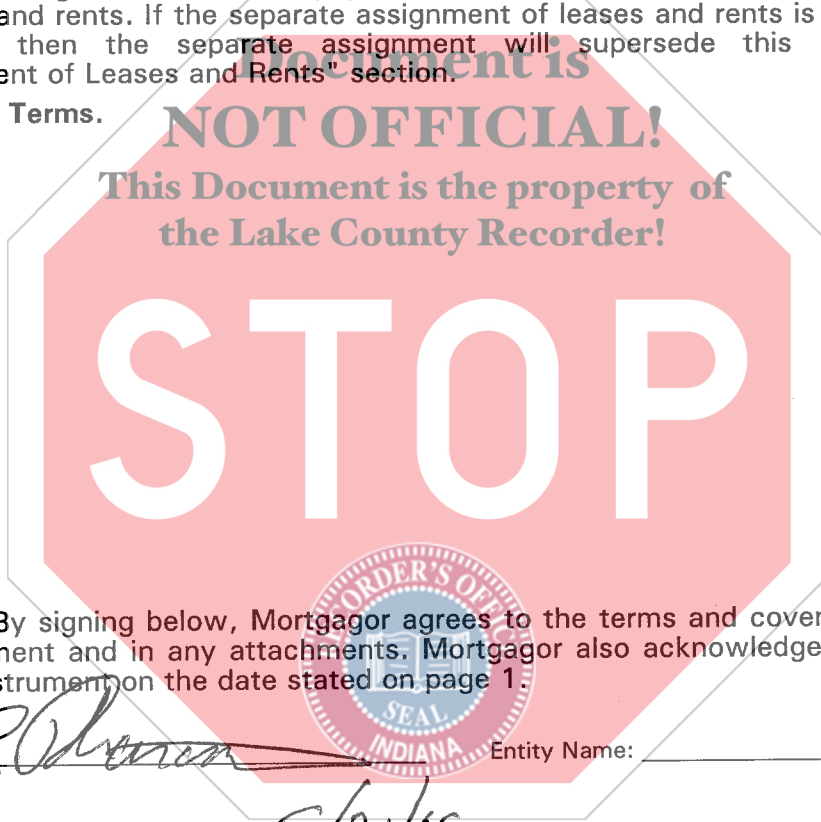 and rents. If the separate assignment of leases and rents is
then the separate assignment will supersede this
ent of Leases and Rents" section.
Terms.
Document is
NOT OFFICIAL!
This Document is the property of
the Lake County Recorder!
STOP
RECORDER'S OFFICE
SEAL
INDIANA
By signing below, Mortgagor agrees to the terms and cover
ment and in any attachments. Mortgagor also acknowledge
strument on the date stated on page 1.
Entity Name: